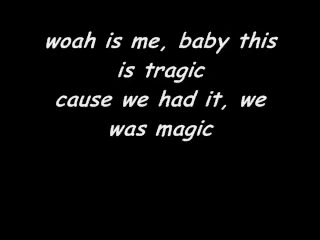 woah is me, baby this
is tragic
cause we had it, we
was magic